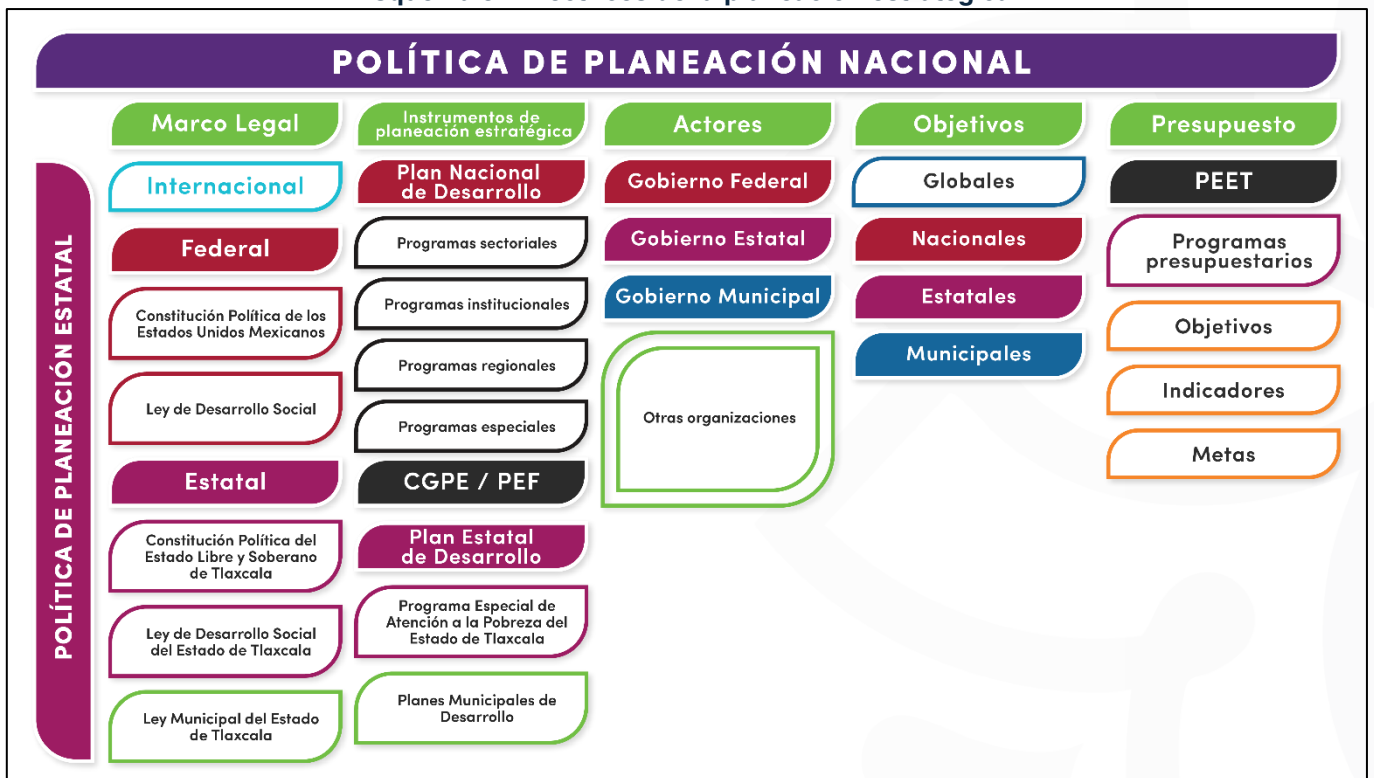 POLÍTICA DE PLANEACIÓN NACIONAL
POLÍTICA DE PLANEACIÓN ESTATAL
Marco Legal
Internacional
Federal
Constitución Política de los
Estados Unidos Mexicanos
Ley de Desarrollo Social
Estatal
Constitución Política del
Estado Libre y Soberano
de Tlaxcala
Ley de Desarrollo Social
del Estado de Tlaxcala
Ley Municipal del Estado
de Tlaxcala
Instrumentos de
planeación estratégica
Plan Nacional
de Desarrollo
Programas sectoriales
Programas institucionales
Programas regionales
Programas especiales
CGPE / PEF
Plan Estatal
de Desarrollo
Programa Especial de
Atención a la Pobreza del
Estado de Tlaxcala
Planes Municipales de
Desarrollo
Actores
Gobierno Federal
Gobierno Estatal
Gobierno Municipal
Otras organizaciones
Objetivos
Globales
Nacionales
Estatales
Municipales
Presupuesto
PEET
Programas
presupuestarios
Objetivos
Indicadores
Metas